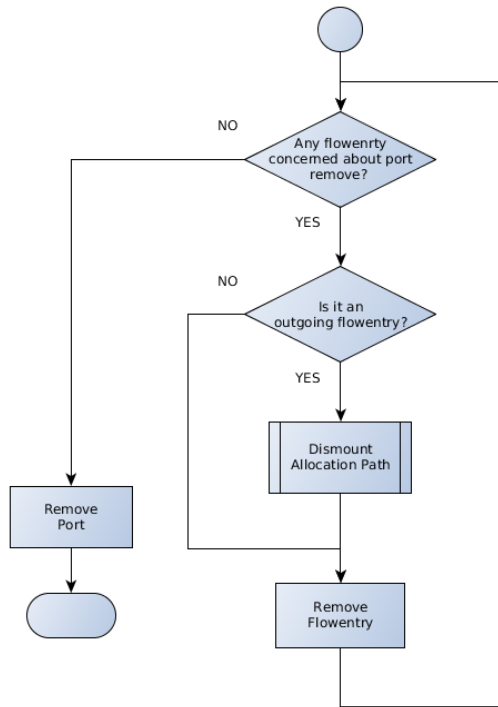 NO
Any flowenrty
concerned about port
remove?
YES
NO
Is it an
outgoing flowentry?
YES
Dismount
Allocation Path
Remove
Port
Remove
Flowentry